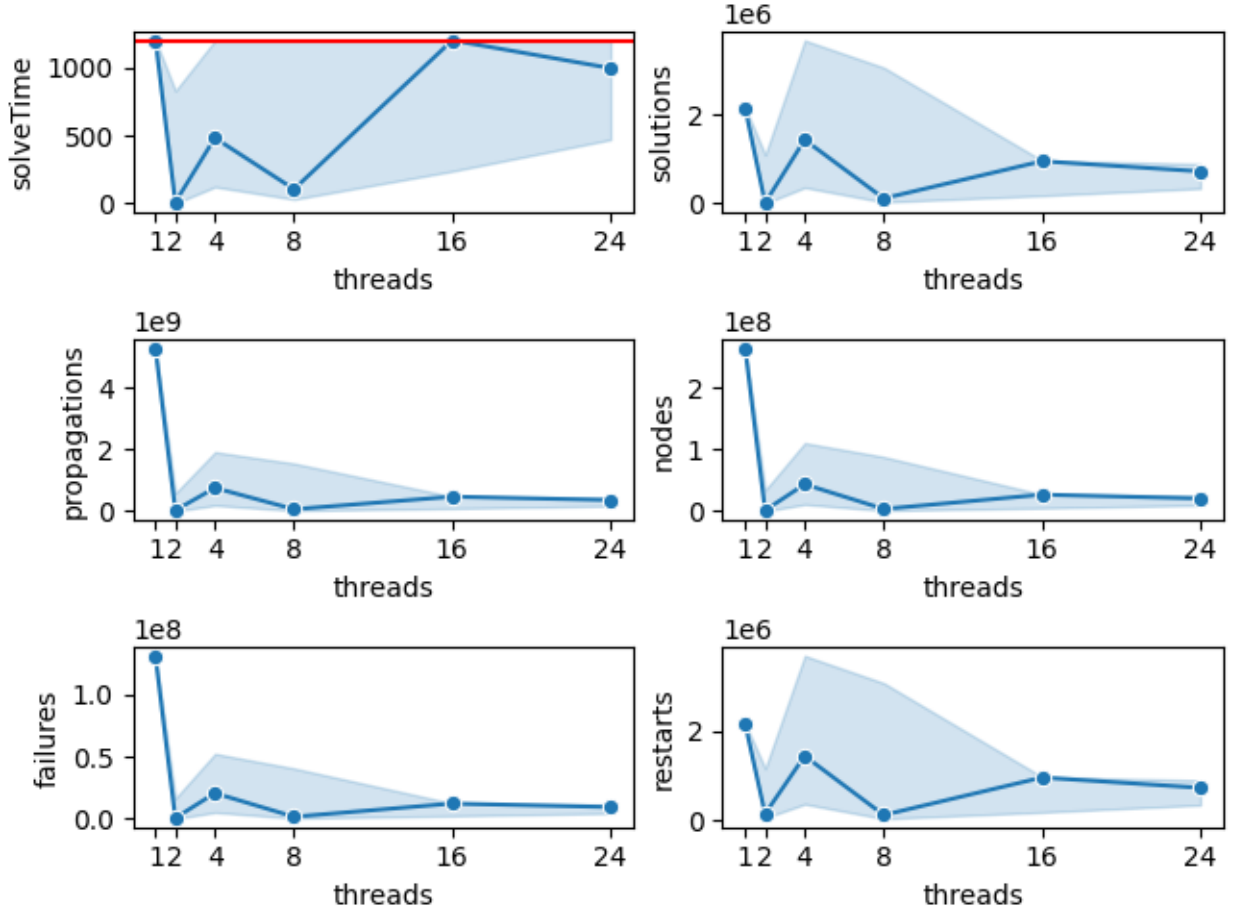 1e6
solveTime
1000
500
0
1 2 4 8 16 24
threads
solutions
2
0
1 2 4 8 16 24
threads
1e9
propagations
4
2
0
1 2 4 8 16 24
threads
1e8
nodes
2
1
0
1 2 4 8 16 24
threads
1e8
failures
1.0
0.5
0.0
1 2 4 8 16 24
threads
1e6
restarts
2
0
1 2 4 8 16 24
threads